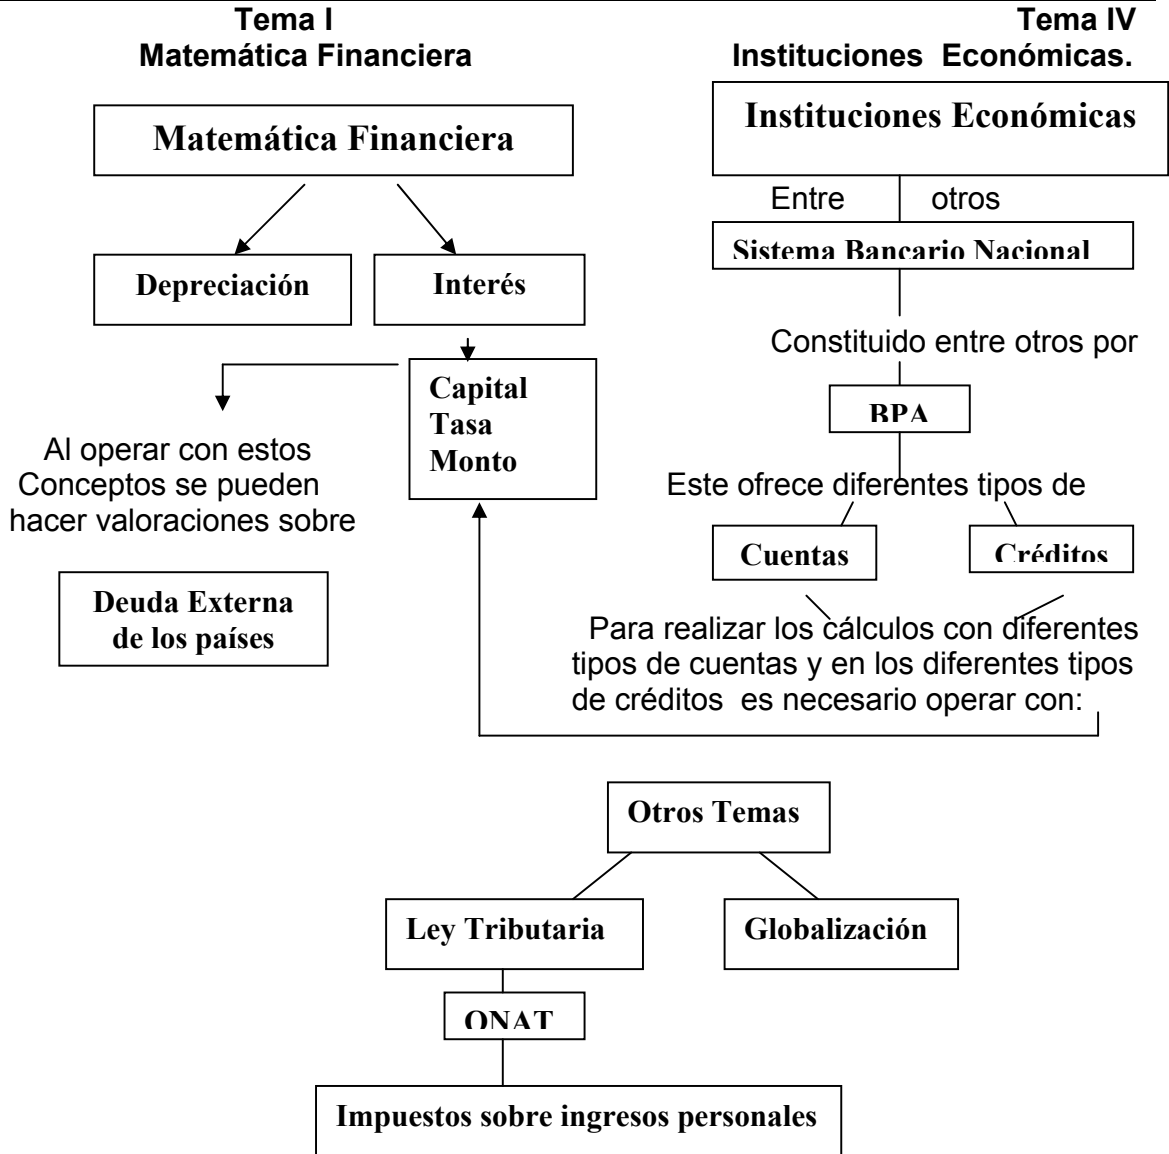 Tema I
Matemática Financiera
Matemática Financiera
Depreciación
Interés
Capital
Tasa
Monto
Al operar con estos
Conceptos se pueden
hacer valoraciones sobre
Deuda Externa
de los países
Tema IV
Instituciones Económicas.
Instituciones Económicas
Entre otros
Sistema Bancario Nacional
Constituido entre otros por
BPA
Este ofrece diferentes tipos de
Cuentas
Créditos
Para realizar los cálculos con diferentes
tipos de cuentas y en los diferentes tipos
de créditos es necesario operar con:
Otros Temas
Ley Tributaria
Globalización
ONAT
Impuestos sobre ingresos personales